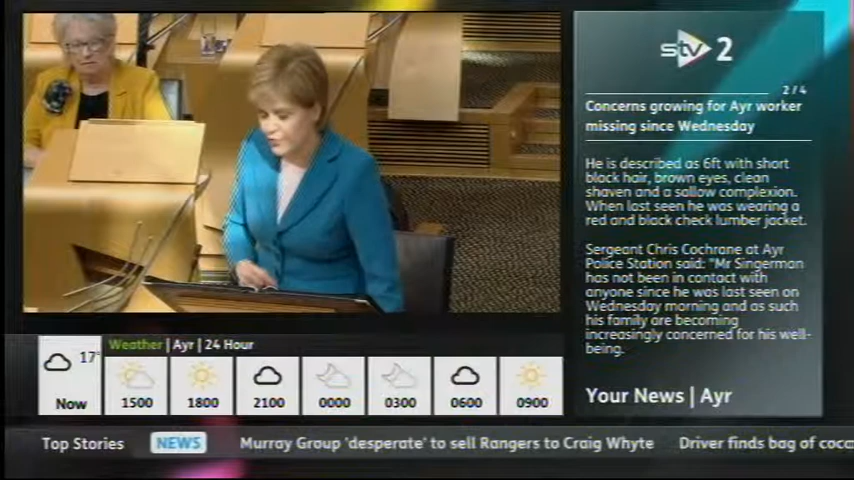 stv 2
2/4
Concerns growing for Ayr worker
missing since Wednesday
He is described as 6ft with short
black hair, brown eyes, clean
shaven and a sallow complexion.
When last seen he was wearing a
red and black check lumber jacket.
Sergeant Chris Cochrane at Ayr
Police Station said: "Mr Singerman
has not been in contact with
anyone since he was last seen on
Wednesday morning and as such
his family are becoming
increasingly concerned for his well-
being.
Your News | Ayr
Weather | Ayr | 24 Hour
17°
Now 1500 1800 2100 0000 0300 0600 0900
Top Stories NEWS Murray Group 'desperate' to sell Rangers to Craig Whyte Driver finds bag of coca